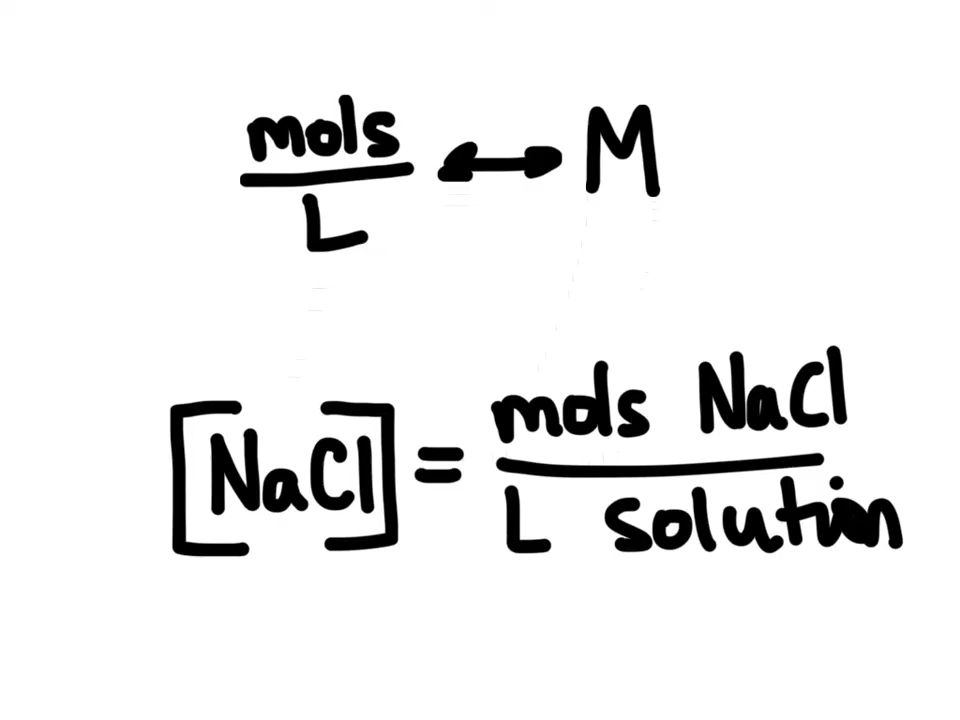 mols
L
↔ M
[NaCl] = mols NaCl
L solution